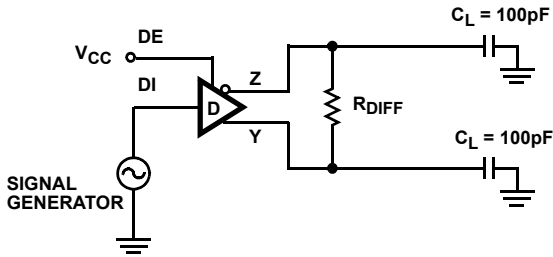 C_L = 100pF
V_CC
DE
DI
Z
D
R_DIFF
Y
C_L = 100pF
SIGNAL
GENERATOR